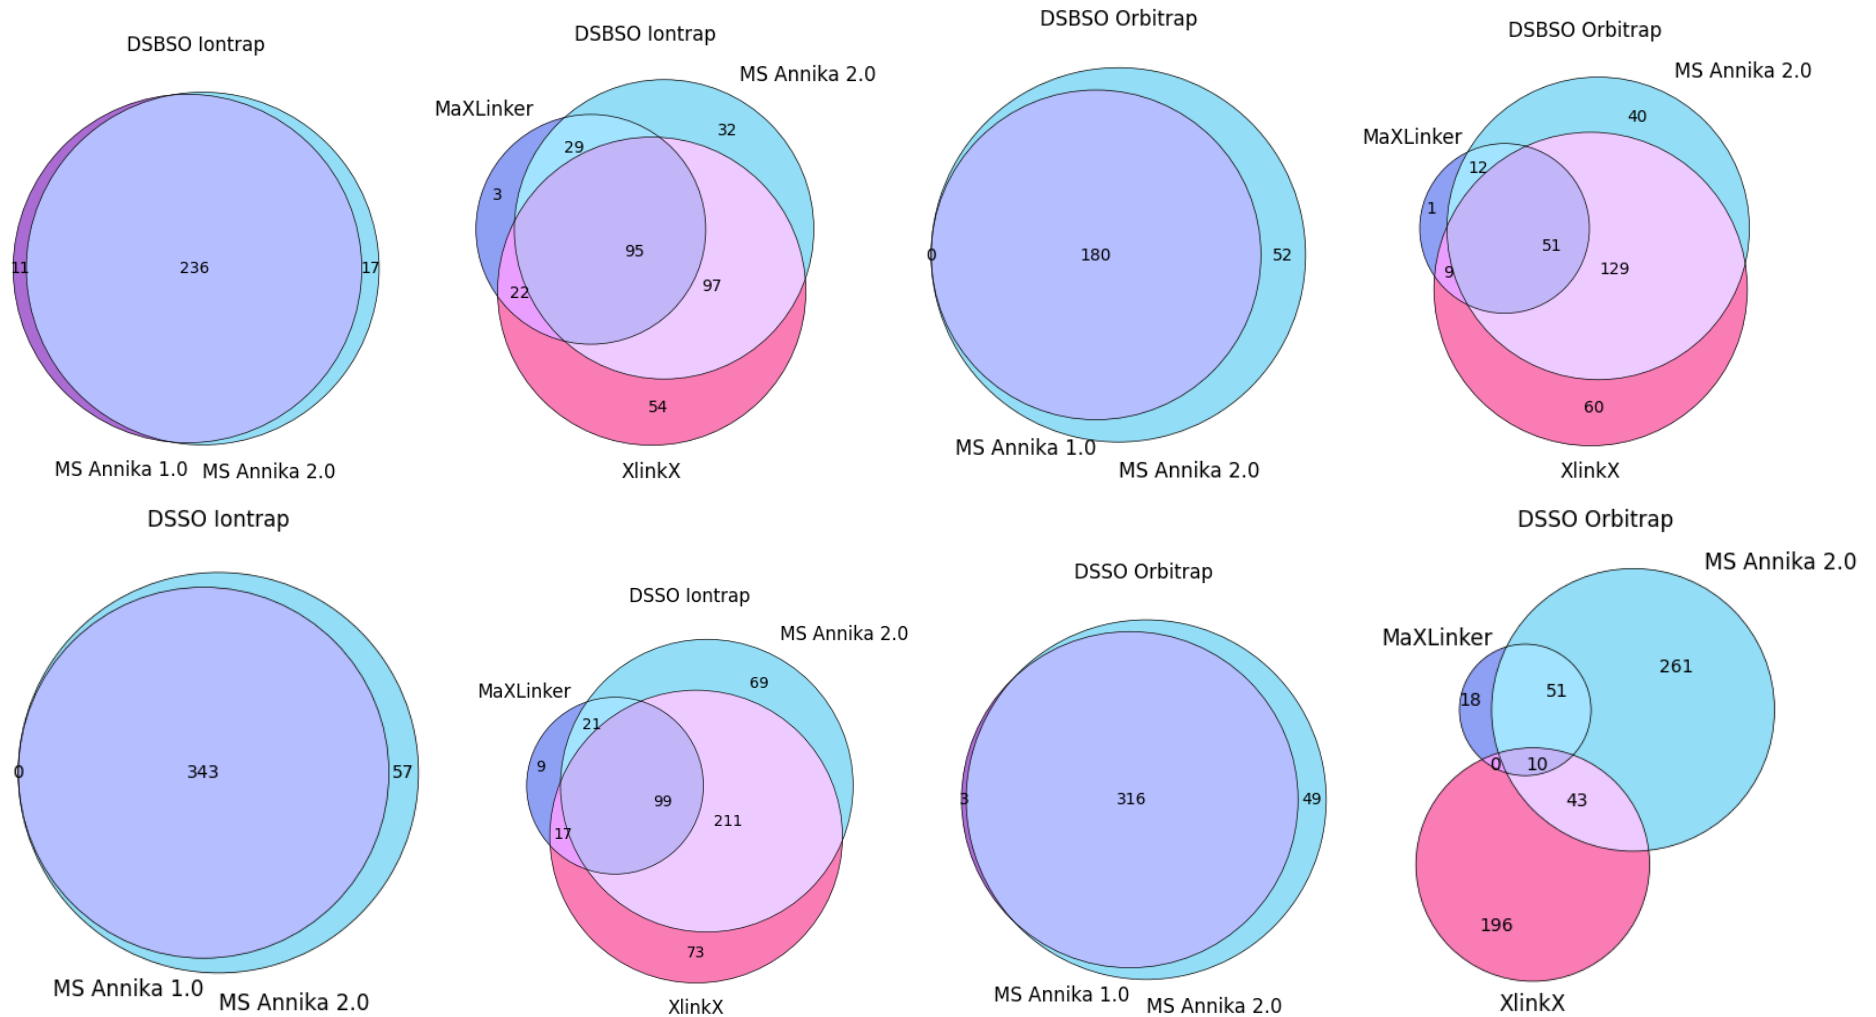 DSBSO Iontrap
11
236
17
MS Annika 1.0
MS Annika 2.0
DSBSO Iontrap
MS Annika 2.0
MaXLinker
32
29
3
95
97
22
54
XlinkX
DSBSO Orbitrap
0
180
52
MS Annika 1.0
MS Annika 2.0
DSBSO Orbitrap
MS Annika 2.0
MaXLinker
40
12
1
51
129
9
60
XlinkX
DSSO Iontrap
0
343
57
MS Annika 1.0
MS Annika 2.0
DSSO Iontrap
MS Annika 2.0
MaXLinker
69
21
9
99
211
17
73
XlinkX
DSSO Orbitrap
3
316
49
MS Annika 1.0
MS Annika 2.0
DSSO Orbitrap
MS Annika 2.0
MaXLinker
261
51
18
0
10
43
196
XlinkX